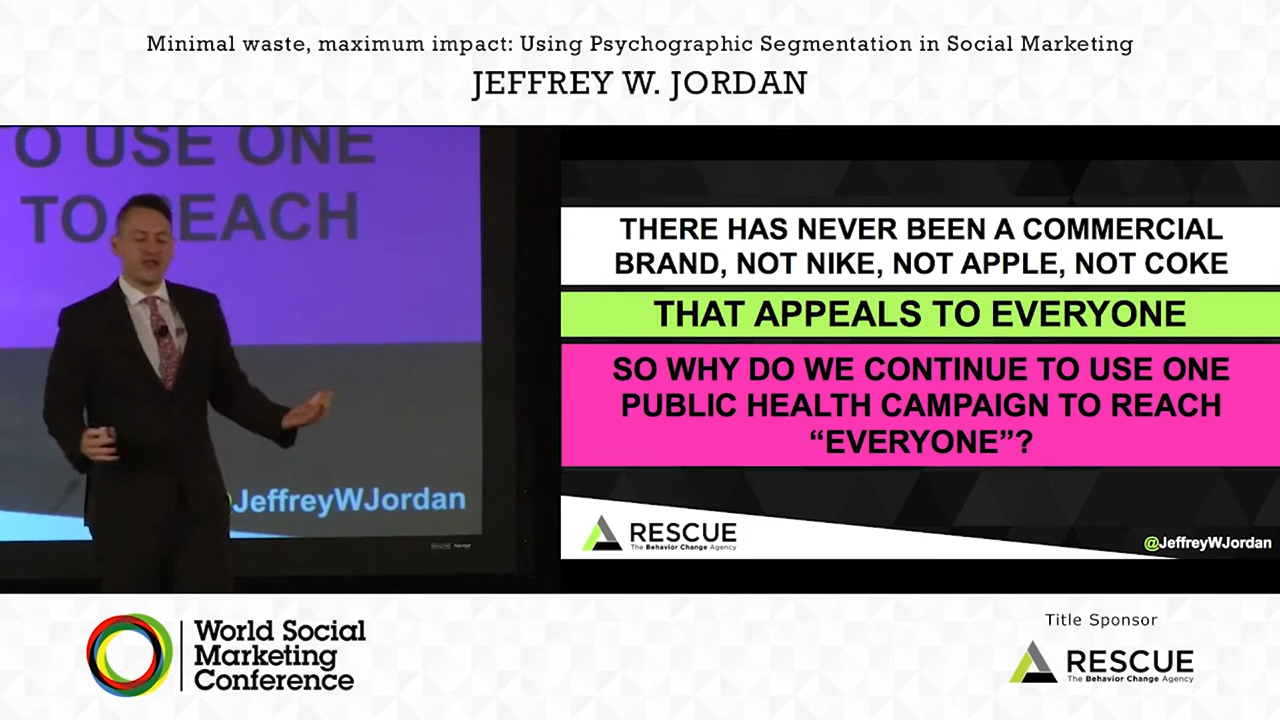 Minimal waste, maximum impact: Using Psychographic Segmentation in Social Marketing
JEFFREY W. JORDAN
O USE ONE
TO REACH
@JeffreyWJordan
THERE HAS NEVER BEEN A COMMERCIAL
BRAND, NOT NIKE, NOT APPLE, NOT COKE
THAT APPEALS TO EVERYONE
SO WHY DO WE CONTINUE TO USE ONE
PUBLIC HEALTH CAMPAIGN TO REACH
“EVERYONE”?
RESCUE
The Behavior Change Agency
@JeffreyWJordan
World Social
Marketing
Conference
Title Sponsor
RESCUE
The Behavior Change Agency